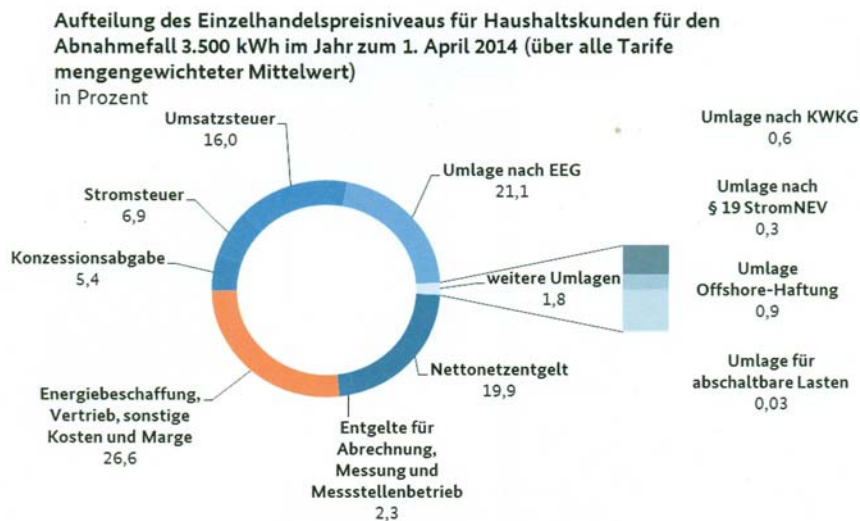 Aufteilung des Einzelhandelspreisniveaus für Haushaltskunden für den
Abnahmefall 3.500 kWh im Jahr zum 1. April 2014 (über alle Tarife
mengengewichteter Mittelwert)
in Prozent
Umsatzsteuer
16,0
Stromsteuer
6,9
Konzessionsabgabe
5,4
Energiebeschaffung,
Vertrieb, sonstige
Kosten und Marge
26,6
Entgelte für
Abrechnung,
Messung und
Messstellenbetrieb
2,3
Nettonetzentgelt
19,9
weitere Umlagen
1,8
Umlage nach EEG
21,1
Umlage nach KWKG
0,6
Umlage nach
§ 19 StromNEV
0,3
Umlage
Offshore-Haftung
0,9
Umlage für
abschaltbare Lasten
0,03